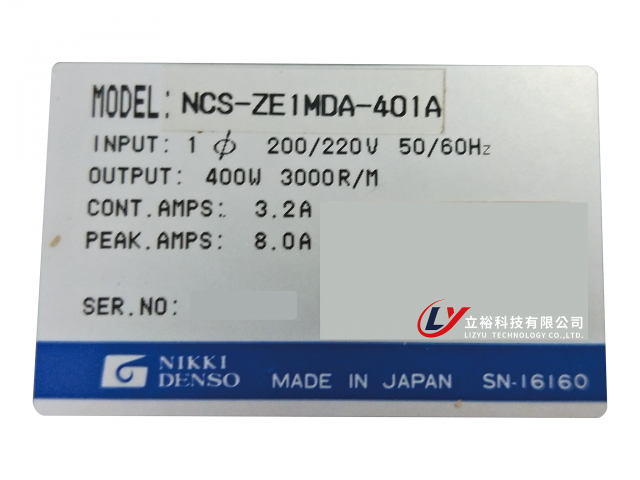 MODEL: NCS-ZE1MDA-401A
INPUT: 1 ϕ 200/220V 50/60Hz
OUTPUT: 400W 3000R/M
CONT.AMPS: 3.2A
PEAK.AMPS: 8.0A
SER.NO:
LY 立裕科技有限公司
LIZYU TECHNOLOGY CO.,LTD.
NIKKI
DENSO MADE IN JAPAN SN-16160